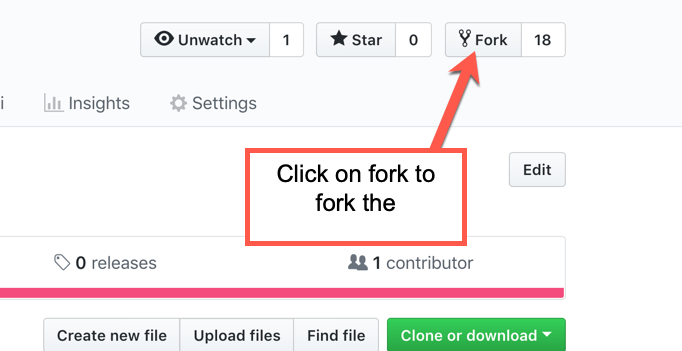 Unwatch 1 Star 0 Fork 18
i Insights Settings
Click on fork to
fork the
Edit
0 releases 1 contributor
Create new file Upload files Find file Clone or download